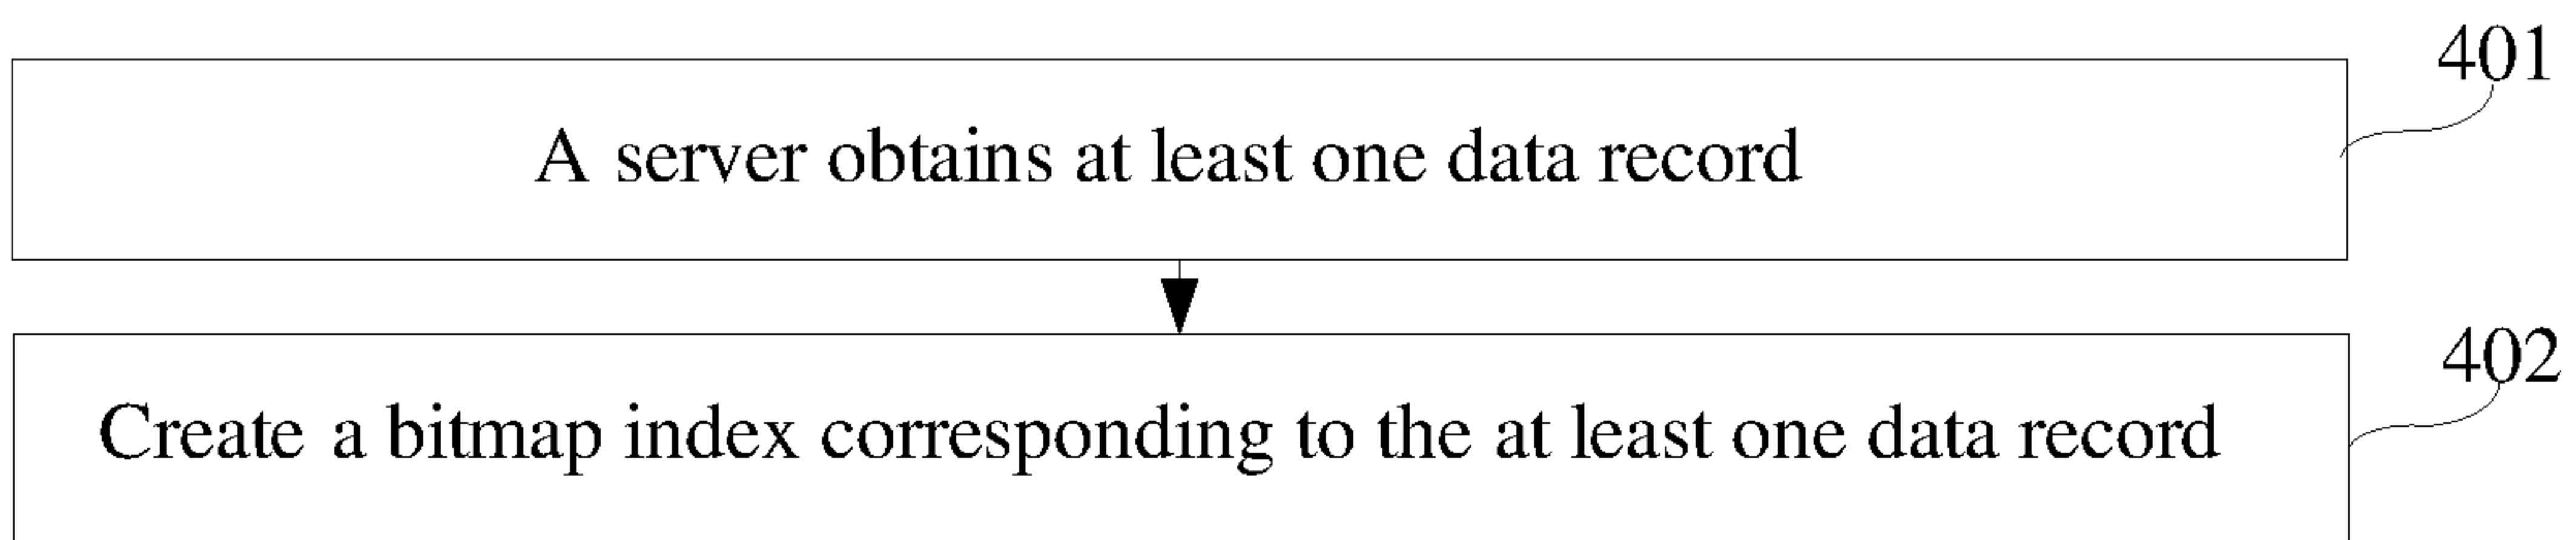 401
A server obtains at least one data record
402
Create a bitmap index corresponding to the at least one data record